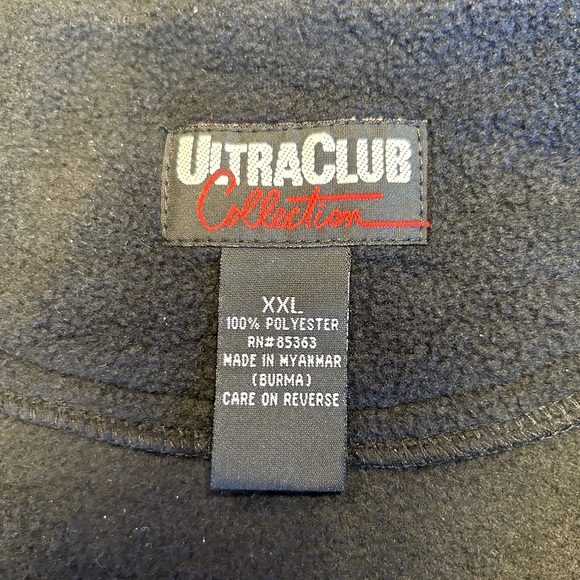 ULTRACLUB
Collection
XXL
100% POLYESTER
RN#85363
MADE IN MYANMAR
(BURMA)
CARE ON REVERSE